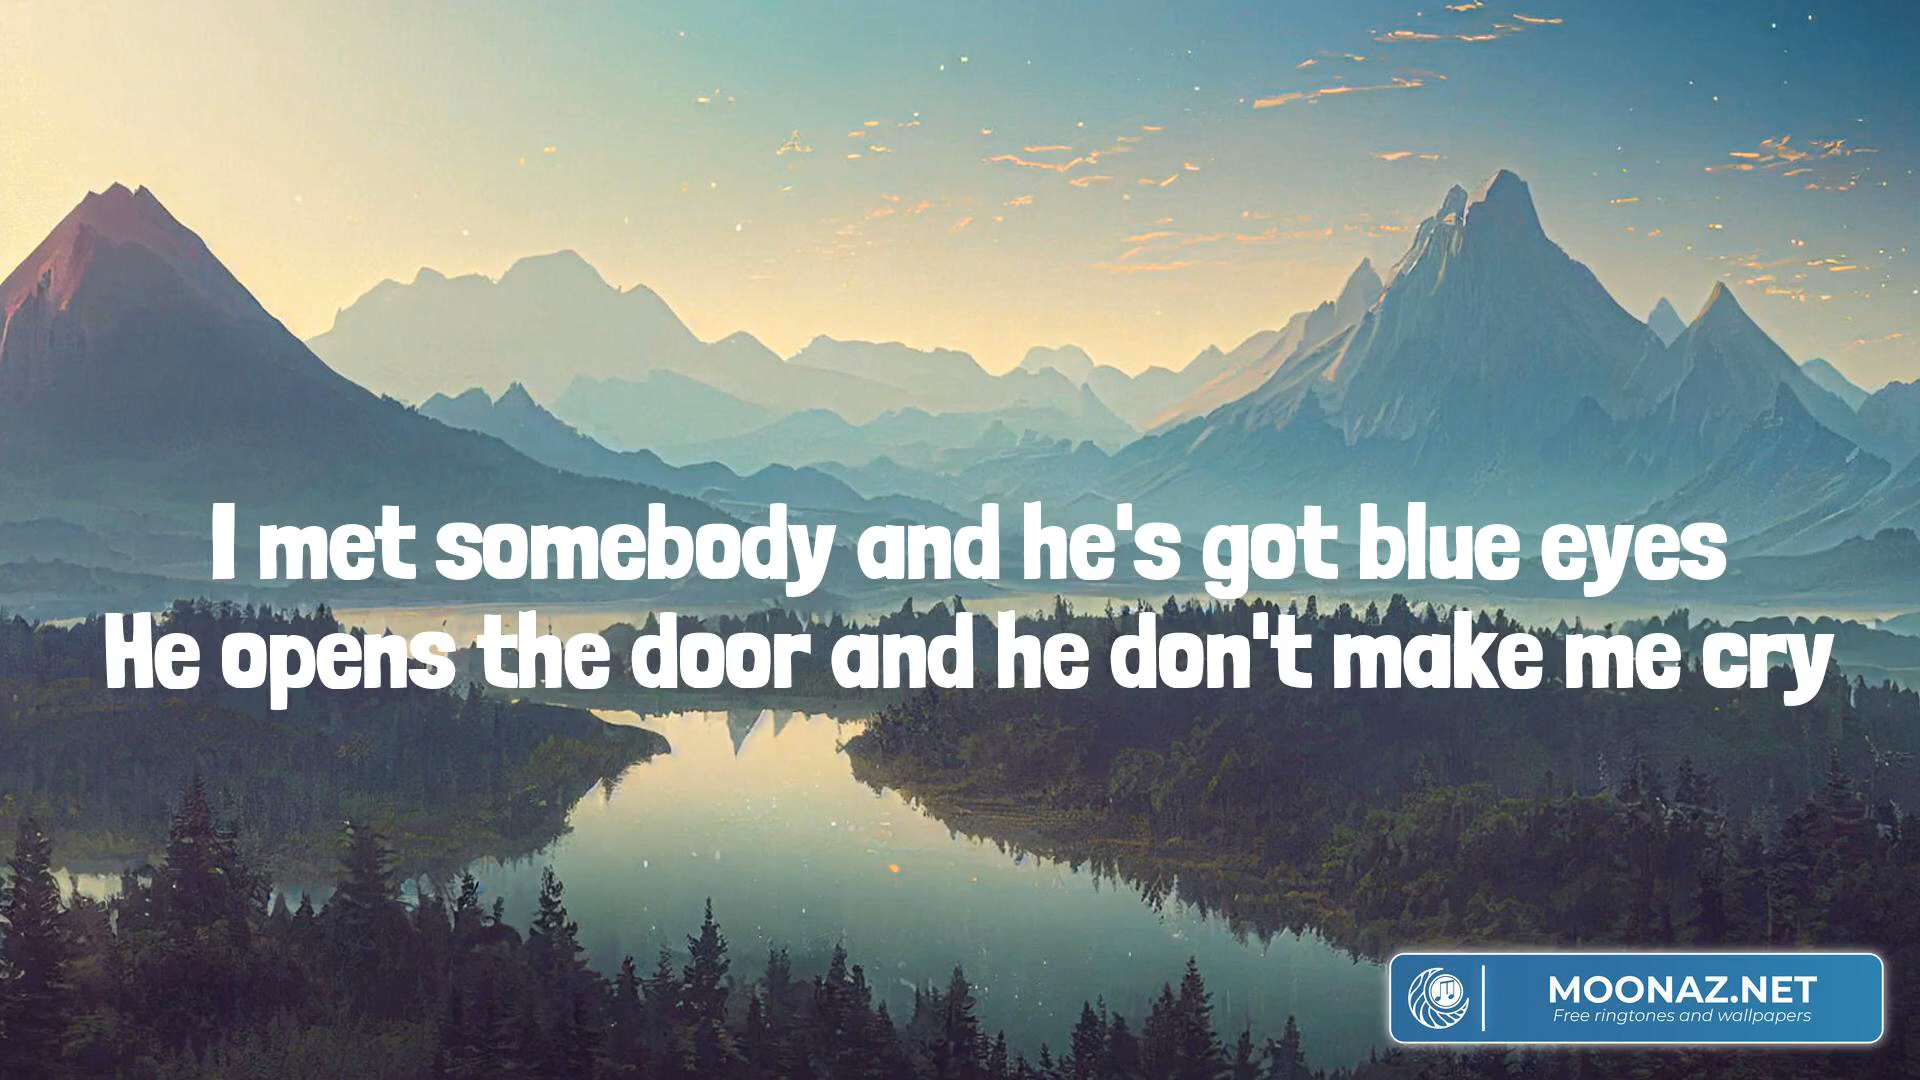 I met somebody and he's got blue eyes
He opens the door and he don't make me cry
MOONAZ.NET
Free ringtones and wallpapers